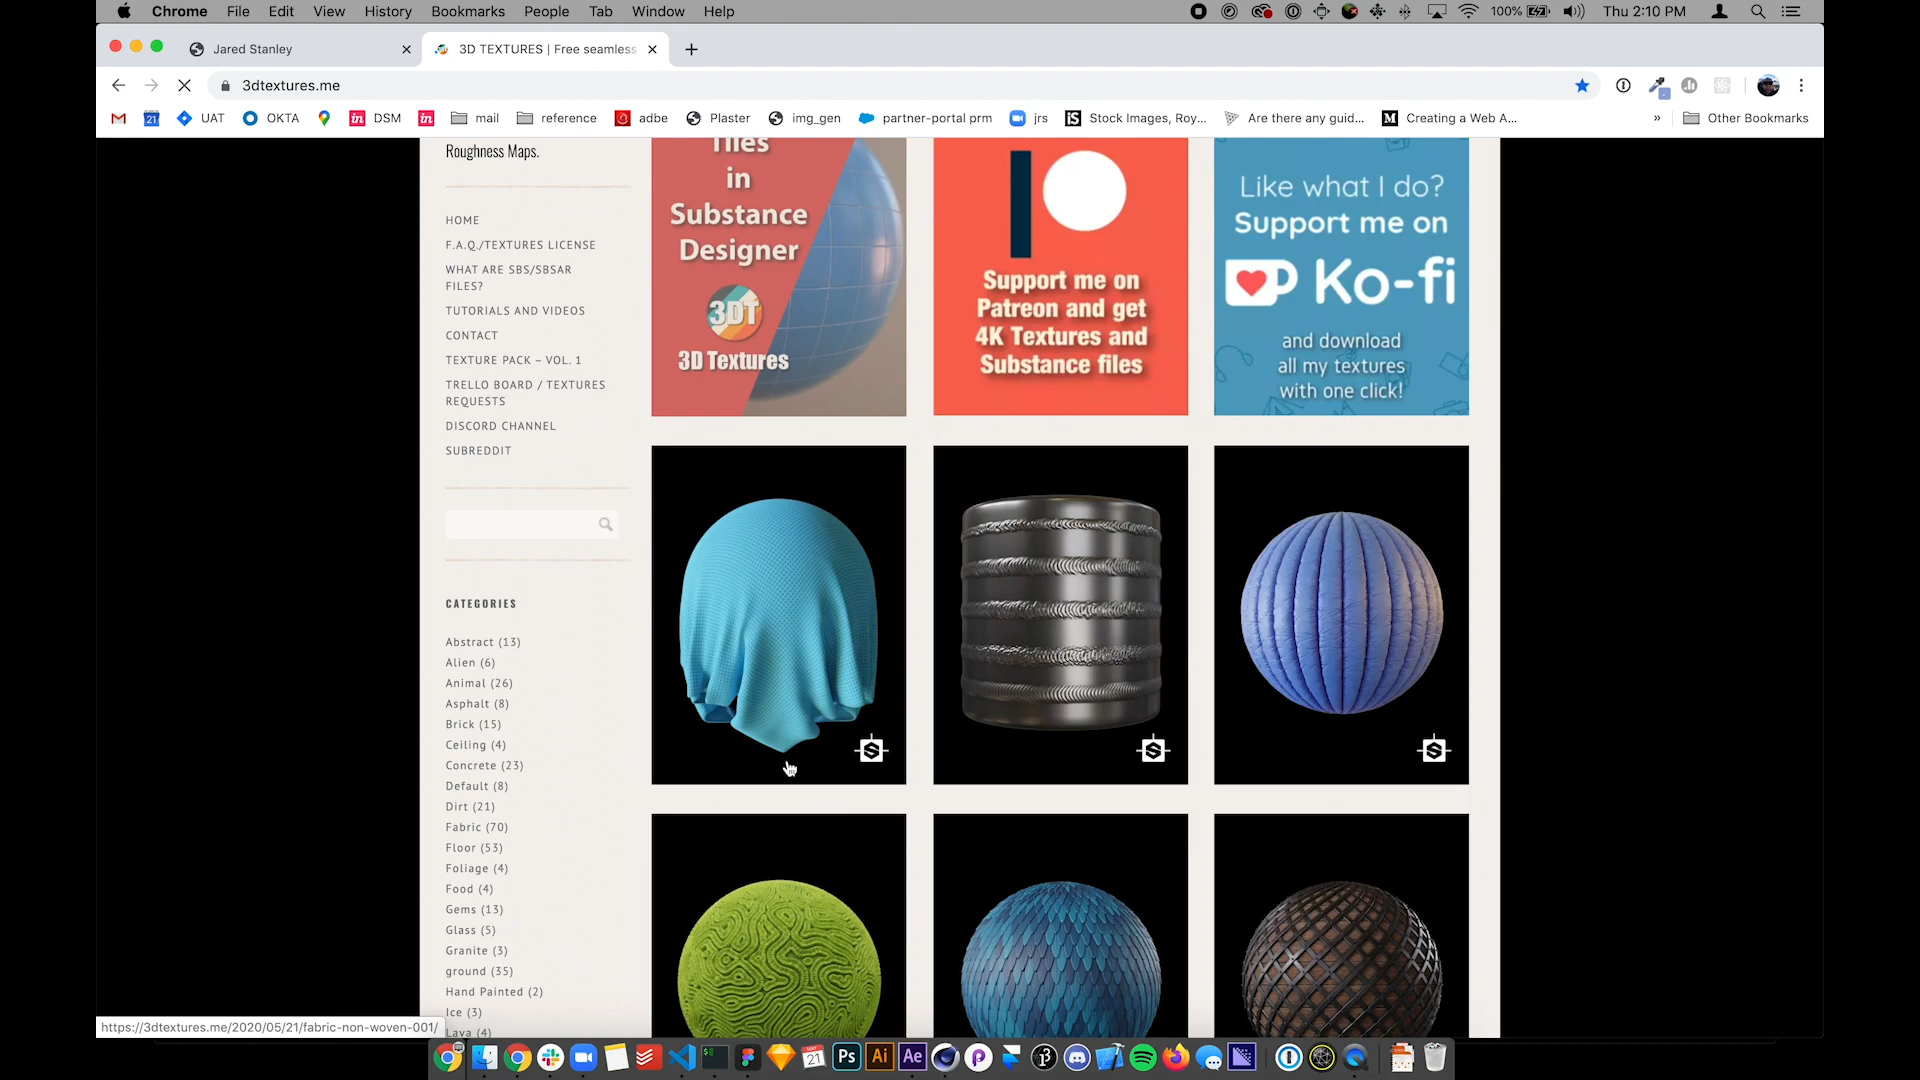 Chrome File Edit View History Bookmarks People Tab Window Help
100% Thu 2:10 PM
Jared Stanley
3D TEXTURES | Free seamless
3dtextures.me
21 UAT OKTA DSM mail reference adbe Plaster img_gen partner-portal prm jrs Stock Images, Roy... Are there any guid... Creating a Web A... » Other Bookmarks
Roughness Maps.
HOME
F.A.Q./TEXTURES LICENSE
WHAT ARE SBS/SBSAR
FILES?
TUTORIALS AND VIDEOS
CONTACT
TEXTURE PACK – VOL. 1
TRELLO BOARD / TEXTURES
REQUESTS
DISCORD CHANNEL
SUBREDDIT
CATEGORIES
Abstract (13)
Alien (6)
Animal (26)
Asphalt (8)
Brick (15)
Ceiling (4)
Concrete (23)
Default (8)
Dirt (21)
Fabric (70)
Floor (53)
Foliage (4)
Food (4)
Gems (13)
Glass (5)
Granite (3)
ground (35)
Hand Painted (2)
Ice (3)
Lava (4)
Tiles
in
Substance
Designer
3DT
3D Textures
Support me on
Patreon and get
4K Textures and
Substance files
Like what I do?
Support me on
Ko-fi
and download
all my textures
with one click!
https://3dtextures.me/2020/05/21/fabric-non-woven-001/
21 Ps Ai Ae